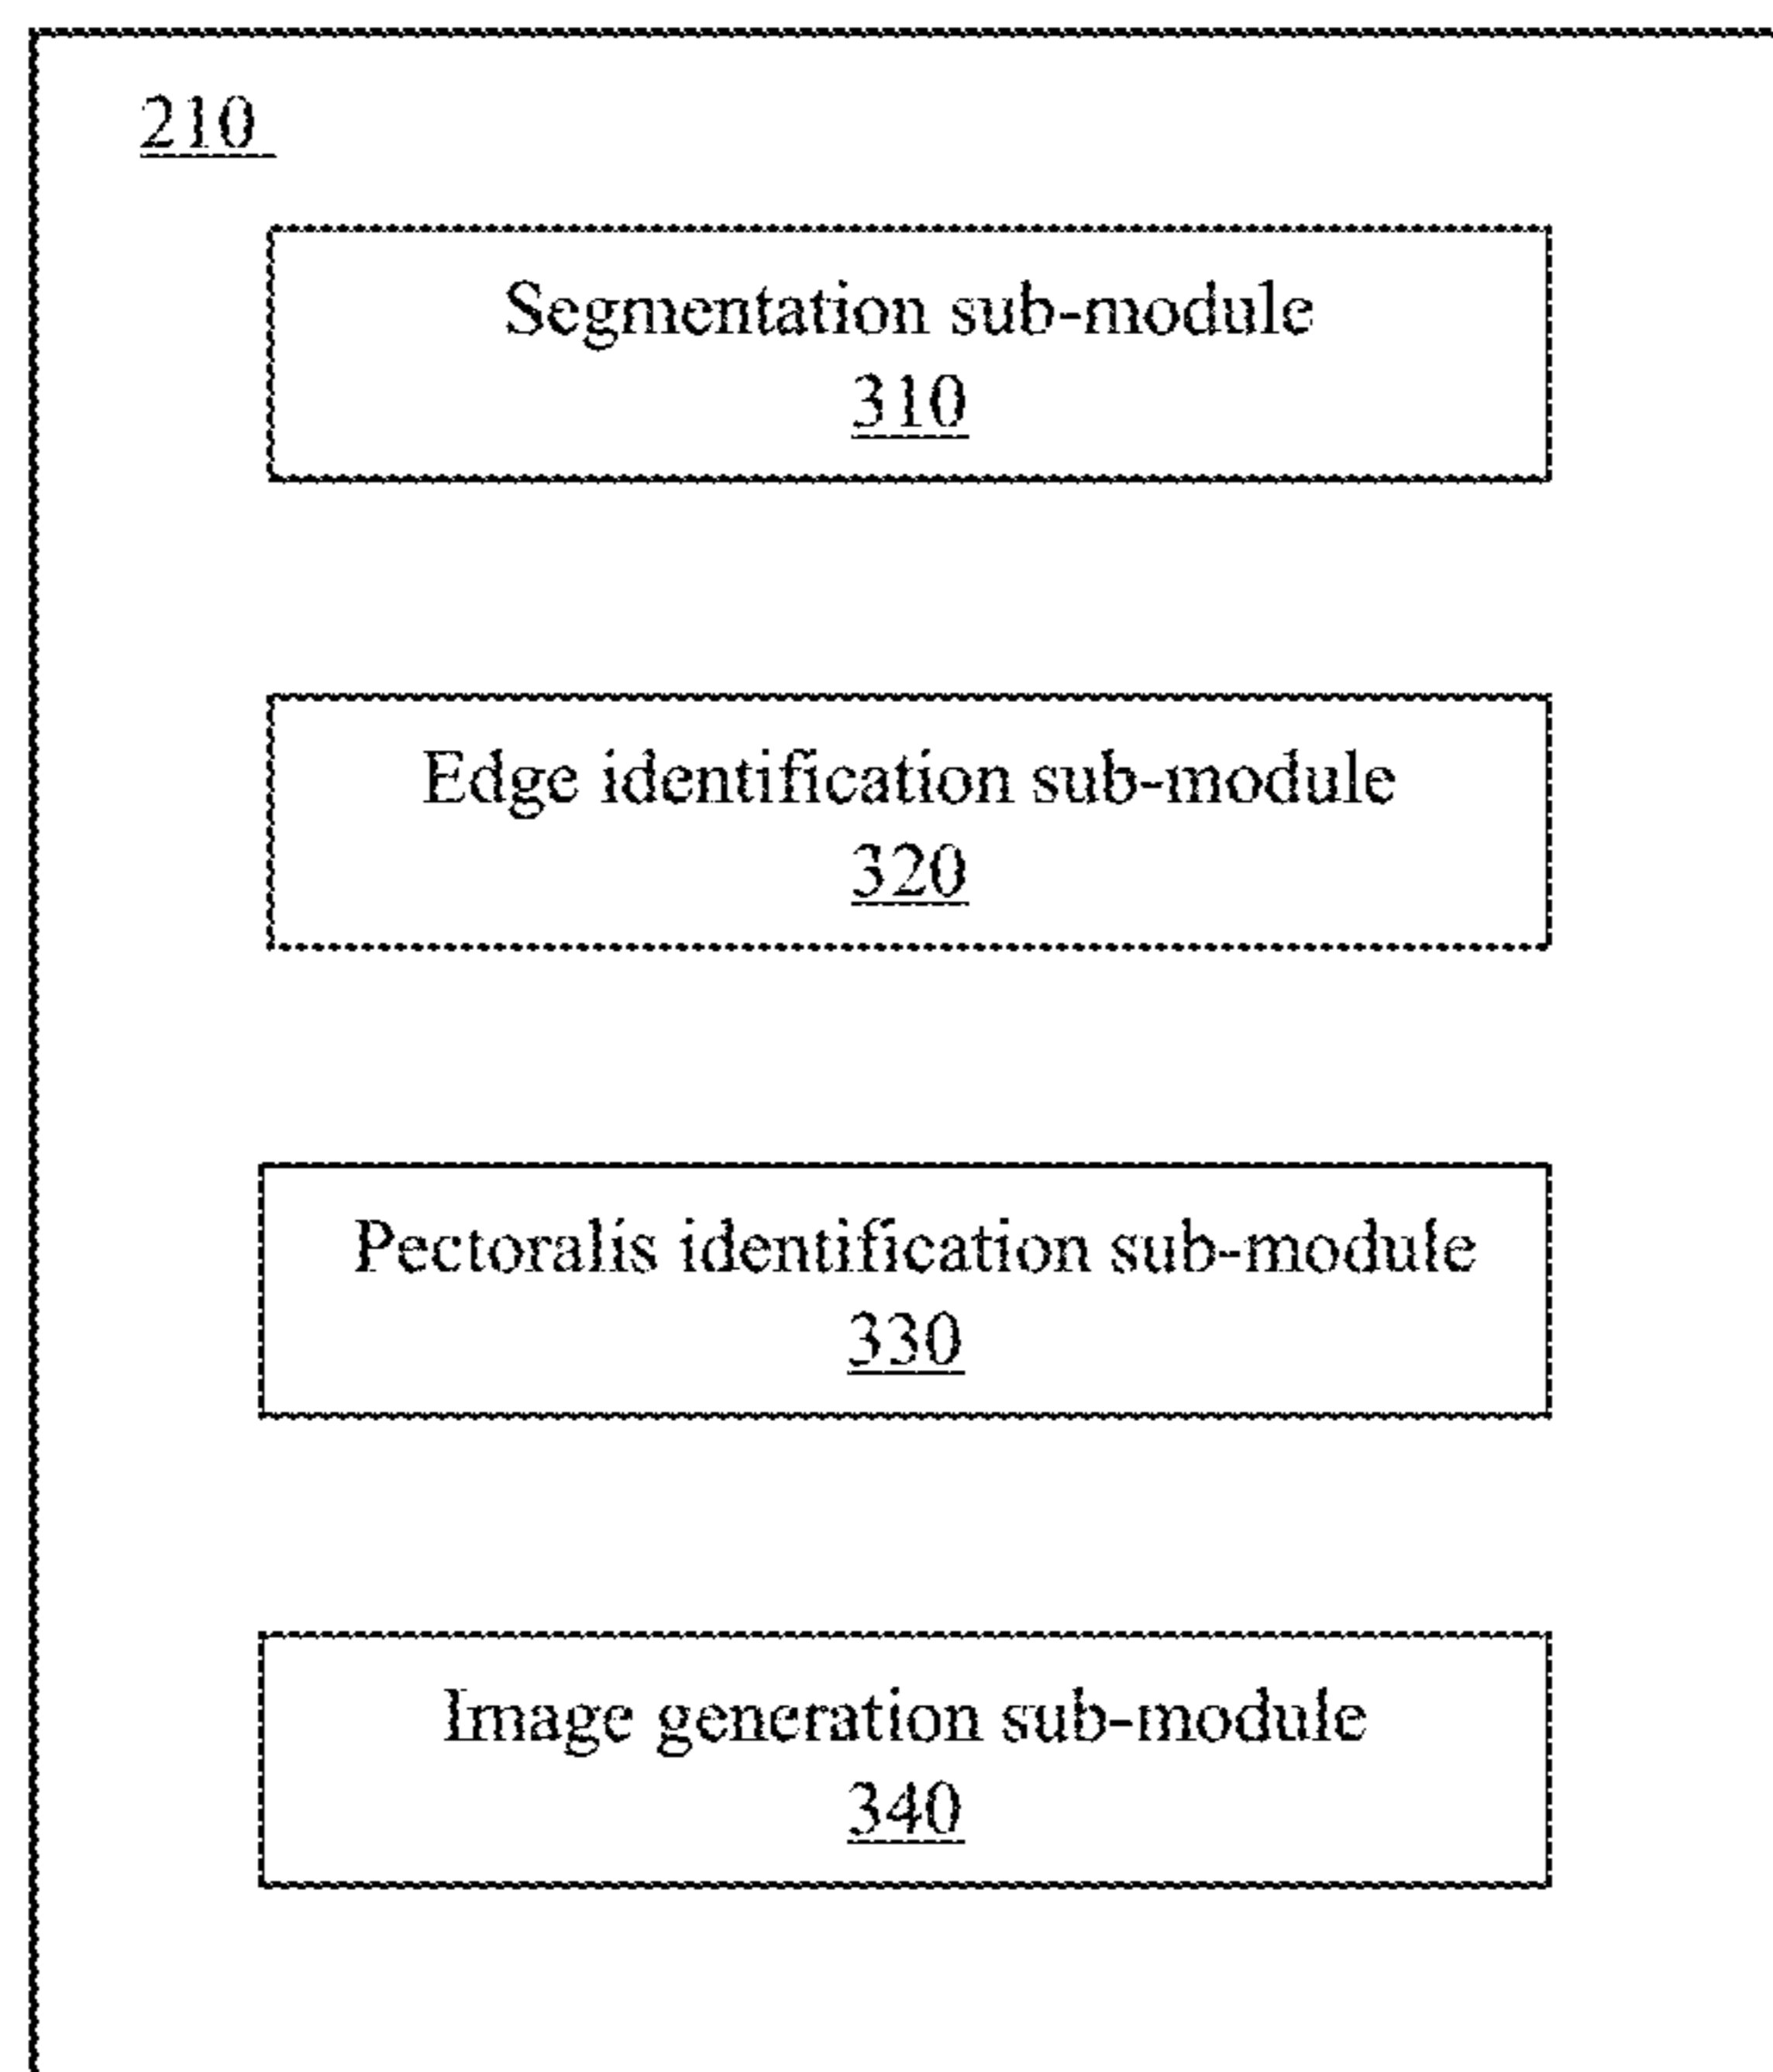 210
Segmentation sub-module
310
Edge identification sub-module
320
Pectoralis identification sub-module
330
Image generation sub-module
340